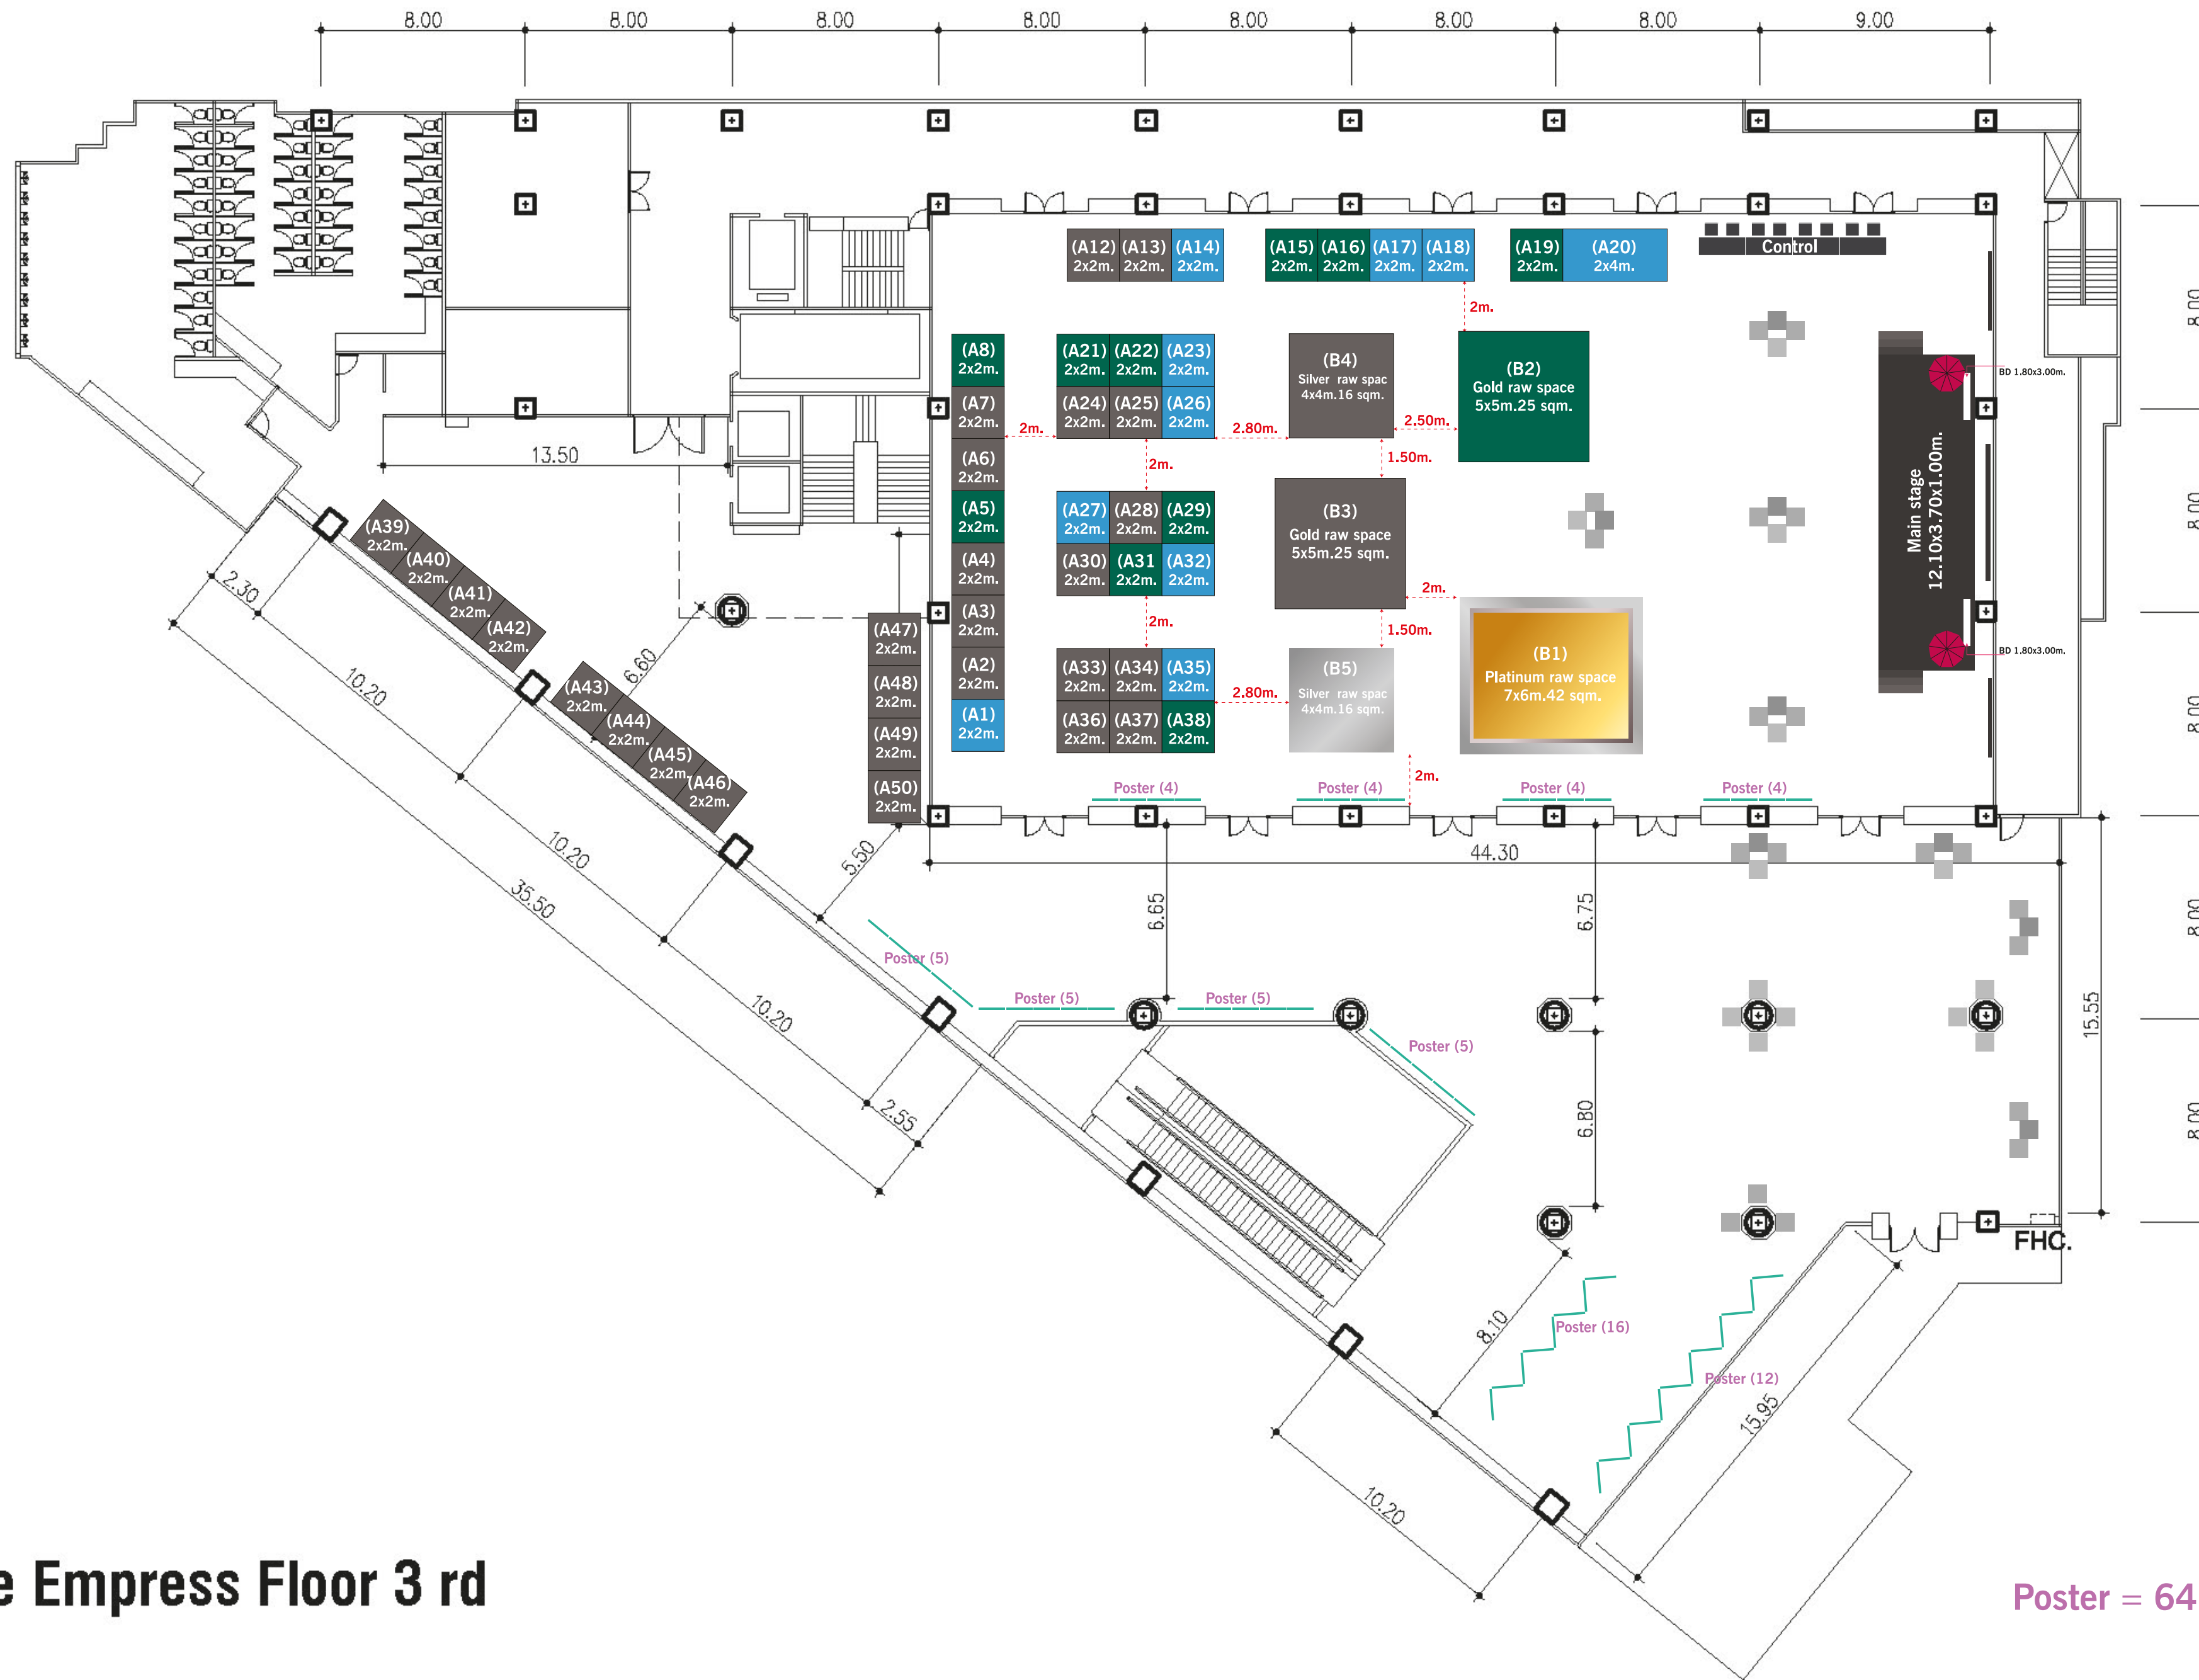 8.00 8.00 8.00 8.00 8.00 8.00 8.00 9.00
(A12) (A13) (A14)
2x2m. 2x2m. 2x2m.
(A15) (A16) (A17) (A18)
2x2m. 2x2m. 2x2m. 2x2m.
(A19) (A20)
2x2m. 2x4m.
Control
2m.
8.00
(A8)
2x2m.
(A7)
2x2m.
(A6)
2x2m.
(A5)
2x2m.
(A4)
2x2m.
(A3)
2x2m.
(A2)
2x2m.
(A1)
2x2m.
(A21) (A22) (A23)
2x2m. 2x2m. 2x2m.
(A24) (A25) (A26)
2x2m. 2x2m. 2x2m.
2m.
2.80m.
2m.
(B4)
Silver raw spac
4x4m.16 sqm.
2.50m.
1.50m.
(B2)
Gold raw space
5x5m.25 sqm.
BD 1.80x3.00m.
Main stage
12.10x3.70x1.00m.
BD 1.80x3.00m.
8.00
8.00
13.50
(A27) (A28) (A29)
2x2m. 2x2m. 2x2m.
(A30) (A31 (A32)
2x2m. 2x2m. 2x2m.
2m.
(B3)
Gold raw space
5x5m.25 sqm.
2m.
1.50m.
(B1)
Platinum raw space
7x6m.42 sqm.
(A33) (A34) (A35)
2x2m. 2x2m. 2x2m.
(A36) (A37) (A38)
2x2m. 2x2m. 2x2m.
2.80m.
(B5)
Silver raw spac
4x4m.16 sqm.
2m.
(A39)
2x2m.
(A40)
2x2m.
(A41)
2x2m.
(A42)
2x2m.
(A43)
2x2m.
(A44)
2x2m.
(A45)
2x2m.
(A46)
2x2m.
(A47)
2x2m.
(A48)
2x2m.
(A49)
2x2m.
(A50)
2x2m.
2.30
10.20
6.60
10.20
35.50
5.50
10.20
2.55
Poster (4) Poster (4) Poster (4) Poster (4)
44.30
6.65
6.75
8.00
15.55
Poster (5)
Poster (5) Poster (5)
Poster (5)
6.80
8.00
FHC.
8.10
Poster (16)
Poster (12)
15.95
10.20
e Empress Floor 3 rd
Poster = 64